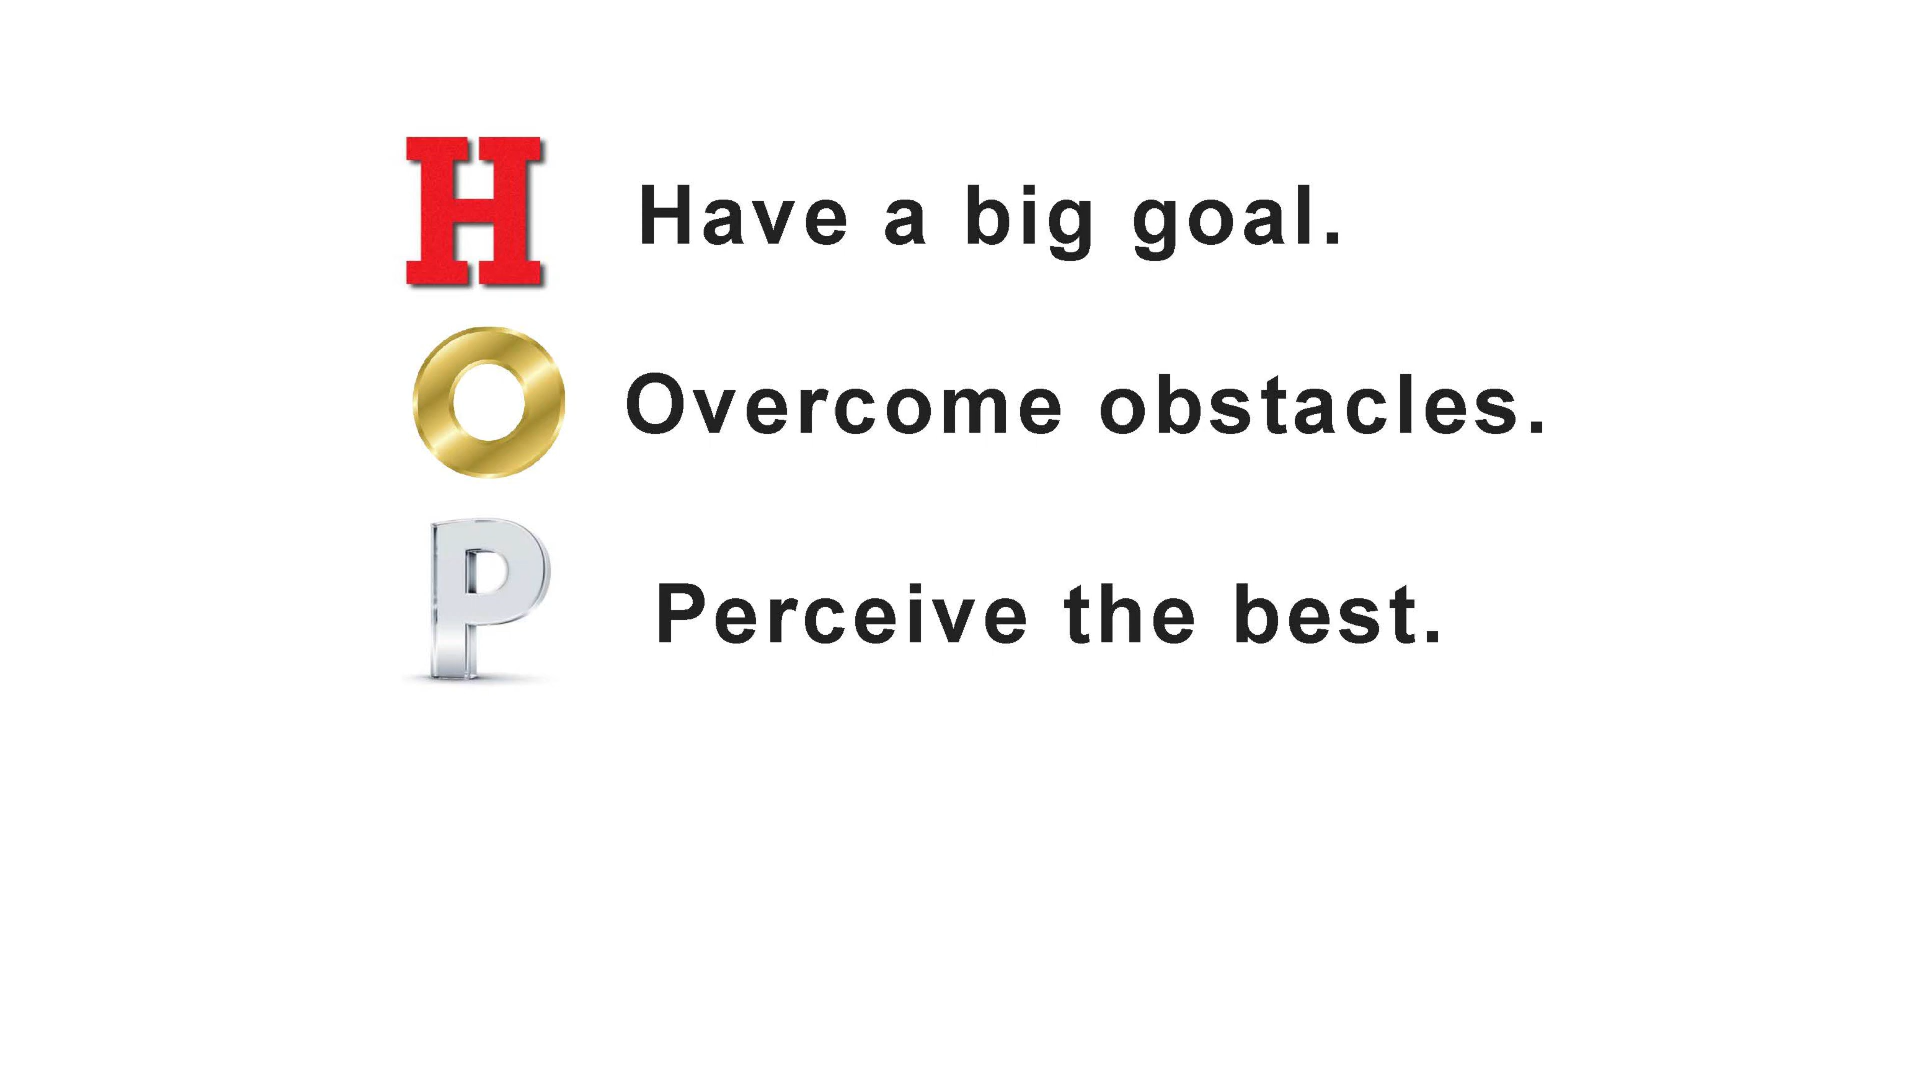 H Have a big goal.
O Overcome obstacles.
P Perceive the best.